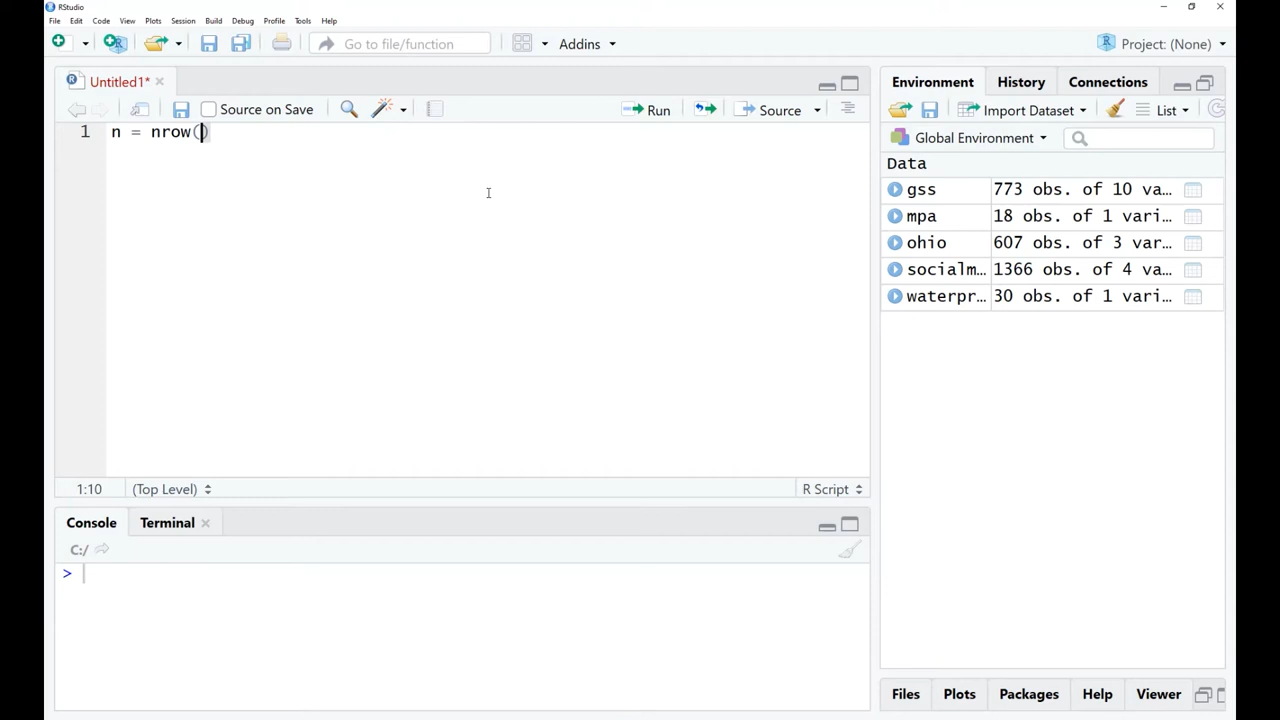 RStudio
File Edit Code View Plots Session Build Debug Profile Tools Help
Go to file/function Addins Project: (None)
Untitled1*
Source on Save Run Source
1 n = nrow()
1:10 (Top Level) R Script
Console Terminal
C:/
>
Environment History Connections
Import Dataset List
Global Environment
Data
gss 773 obs. of 10 va...
mpa 18 obs. of 1 vari...
ohio 607 obs. of 3 var...
socialm... 1366 obs. of 4 va...
waterpr... 30 obs. of 1 vari...
Files Plots Packages Help Viewer